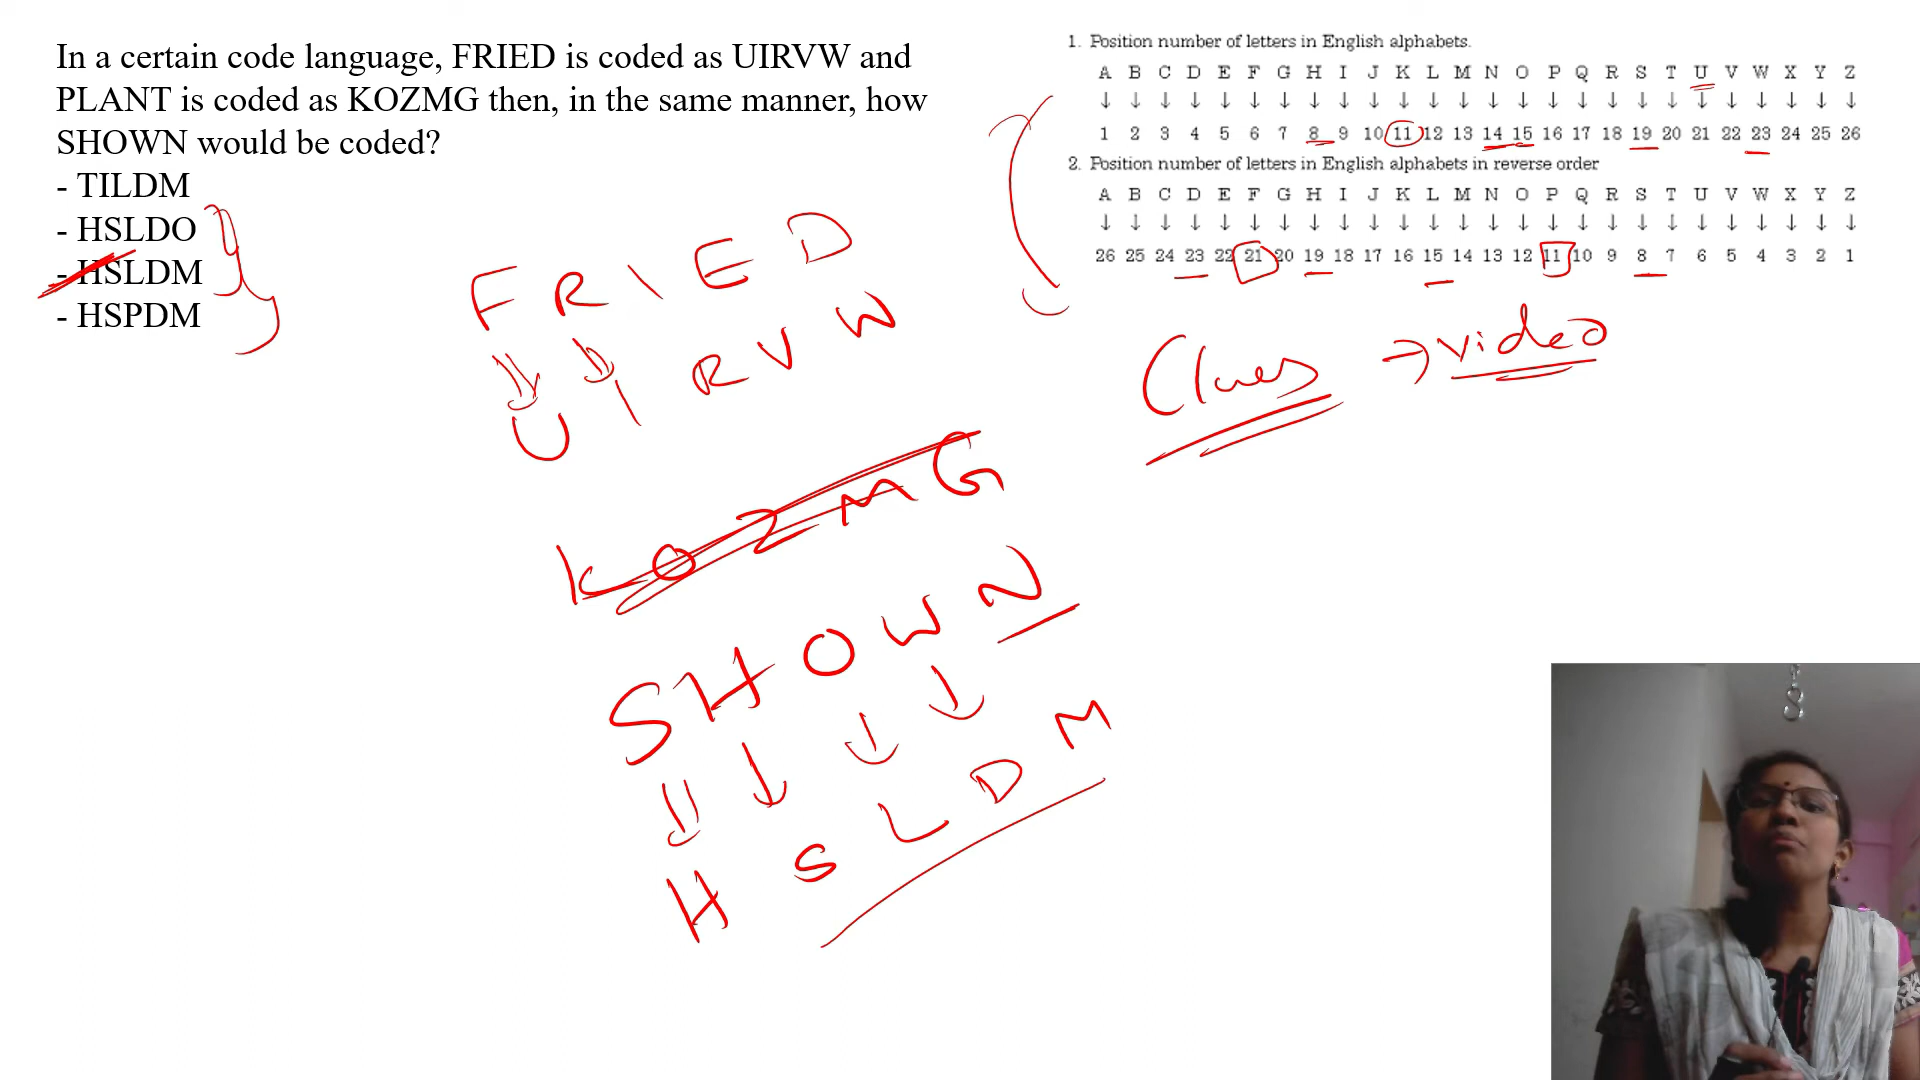 In a certain code language, FRIED is coded as UIRVW and
PLANT is coded as KOZMG then, in the same manner, how
SHOWN would be coded?
- TILDM
- HSLDO
- HSLDM
- HSPDM
1. Position number of letters in English alphabets.
A B C D E F G H I J K L M N O P Q R S T U V W X Y Z
↓ ↓ ↓ ↓ ↓ ↓ ↓ ↓ ↓ ↓ ↓ ↓ ↓ ↓ ↓ ↓ ↓ ↓ ↓ ↓ ↓ ↓ ↓ ↓ ↓ ↓
1 2 3 4 5 6 7 8 9 10 11 12 13 14 15 16 17 18 19 20 21 22 23 24 25 26
2. Position number of letters in English alphabets in reverse order
A B C D E F G H I J K L M N O P Q R S T U V W X Y Z
↓ ↓ ↓ ↓ ↓ ↓ ↓ ↓ ↓ ↓ ↓ ↓ ↓ ↓ ↓ ↓ ↓ ↓ ↓ ↓ ↓ ↓ ↓ ↓ ↓ ↓
26 25 24 23 22 21 20 19 18 17 16 15 14 13 12 11 10 9 8 7 6 5 4 3 2 1
FRIED
UIRVW
Clues → video
KOZMG
SHOWN
HSLDM